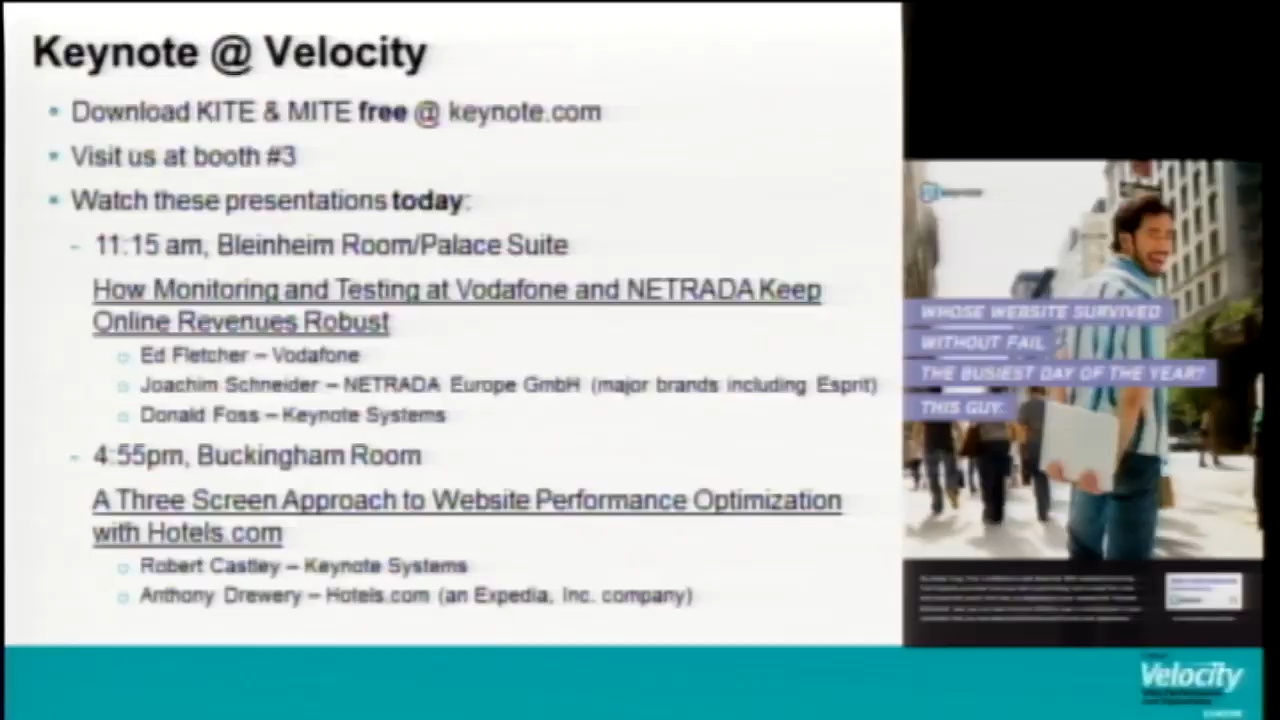 Keynote @ Velocity
Download KITE & MITE free @ keynote.com
Visit us at booth #3
Watch these presentations today:
- 11:15 am, Bleinheim Room/Palace Suite
How Monitoring and Testing at Vodafone and NETRADA Keep
Online Revenues Robust
Ed Fletcher – Vodafone
Joachim Schneider – NETRADA Europe GmbH (major brands including Esprit)
Donald Foss – Keynote Systems
- 4:55pm, Buckingham Room
A Three Screen Approach to Website Performance Optimization
with Hotels.com
Robert Castley – Keynote Systems
Anthony Drewery – Hotels.com (an Expedia, Inc. company)
WHOSE WEBSITE SURVIVED
WITHOUT FAIL
THE BUSIEST DAY OF THE YEAR?
THIS GUY.
Velocity